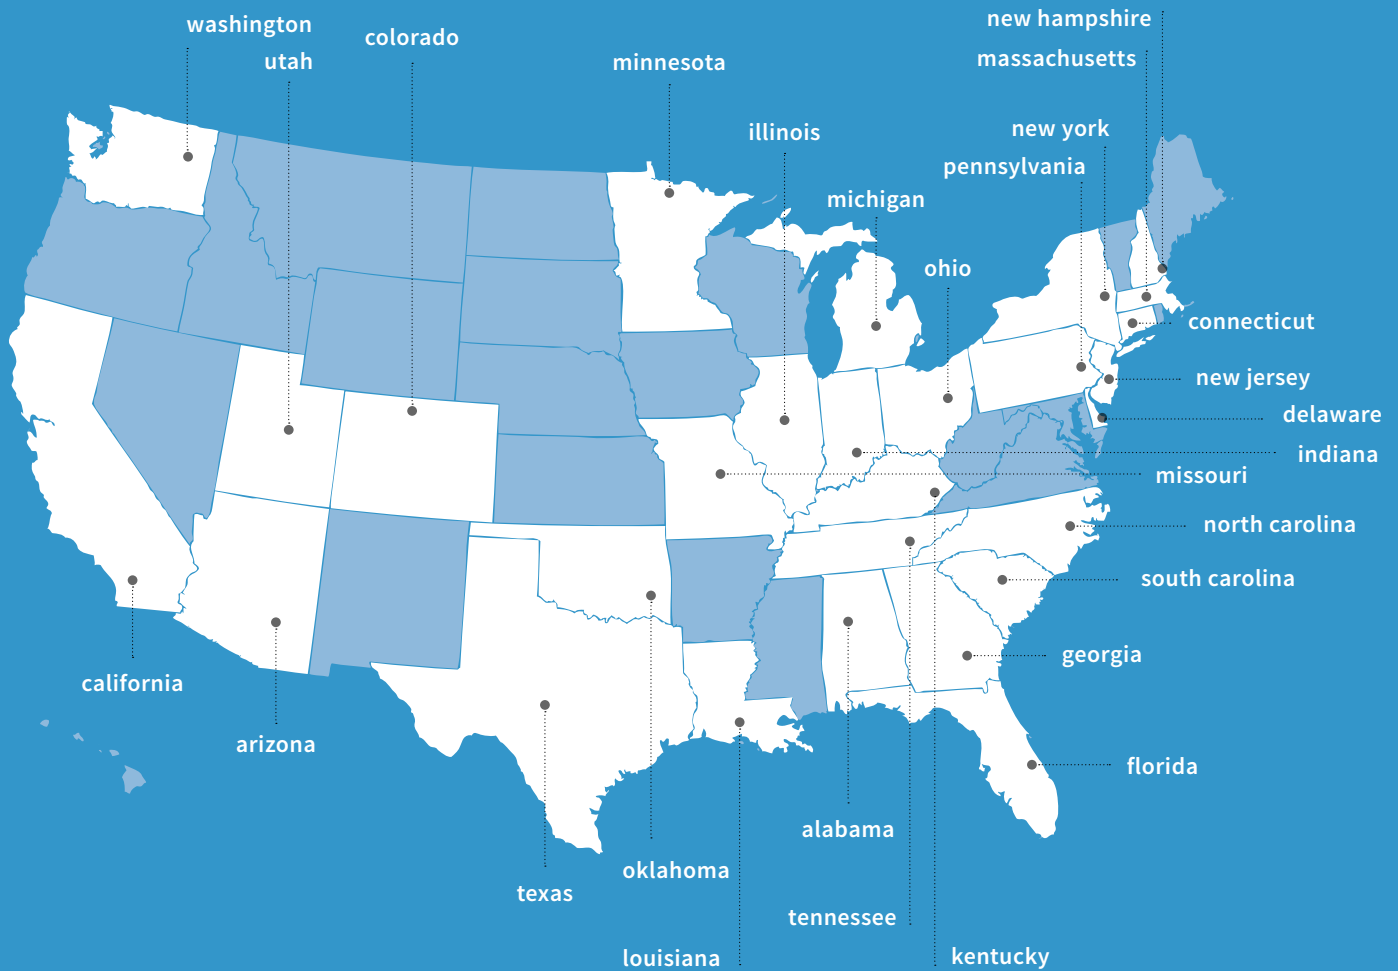 new hampshire
washington
colorado
massachusetts
utah
minnesota
new york
illinois
pennsylvania
michigan
ohio
connecticut
new jersey
delaware
indiana
missouri
north carolina
south carolina
georgia
california
arizona
florida
alabama
oklahoma
texas
tennessee
louisiana
kentucky